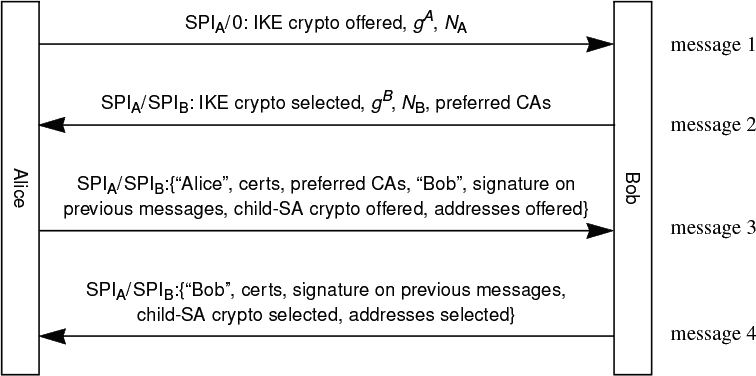 SPIA/0: IKE crypto offered, gA, NA
message 1
SPIA/SPIB: IKE crypto selected, gB, NB, preferred CAs
message 2
Alice
Bob
SPIA/SPIB:{“Alice”, certs, preferred CAs, “Bob”, signature on
previous messages, child-SA crypto offered, addresses offered}
message 3
SPIA/SPIB:{“Bob”, certs, signature on previous messages,
child-SA crypto selected, addresses selected}
message 4